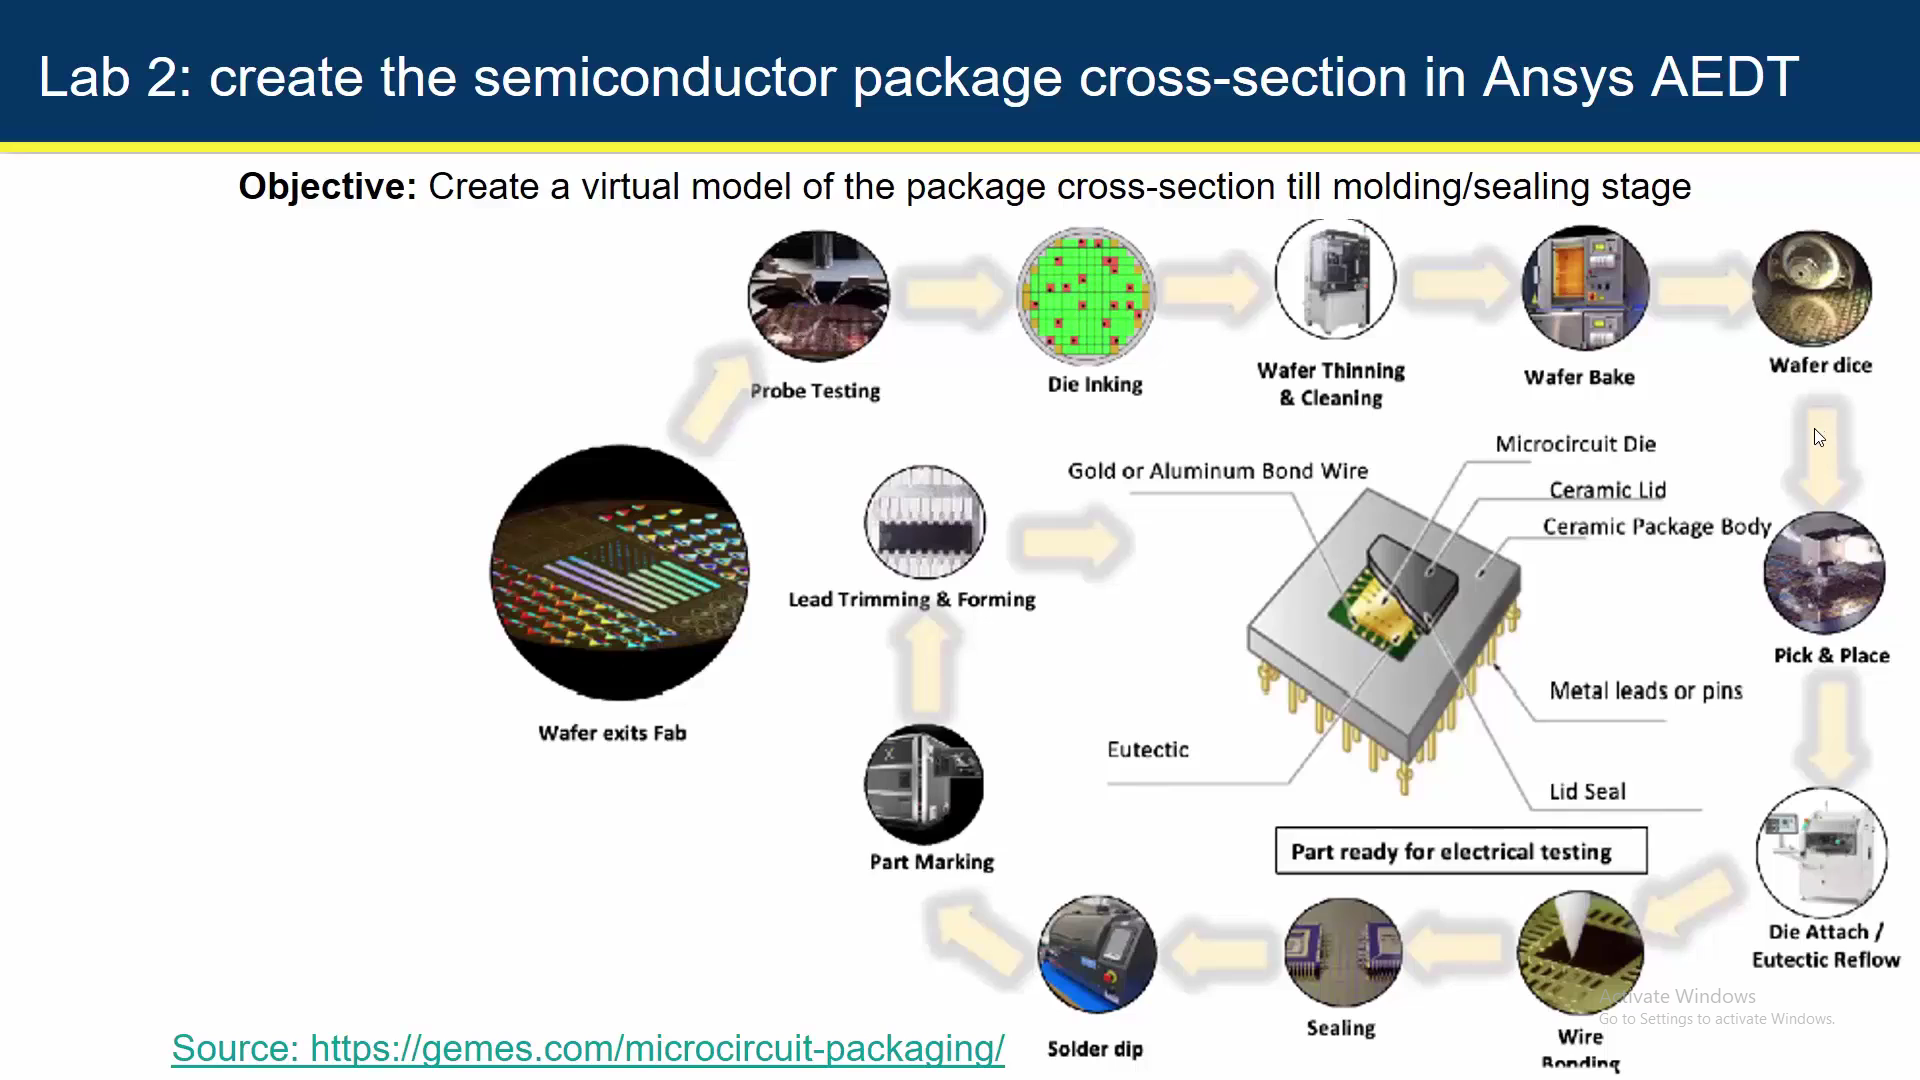 Lab 2: create the semiconductor package cross-section in Ansys AEDT
Objective: Create a virtual model of the package cross-section till molding/sealing stage
Probe Testing
Die Inking
Wafer Thinning
& Cleaning
Wafer Bake
Wafer dice
Microcircuit Die
Gold or Aluminum Bond Wire
Ceramic Lid
Ceramic Package Body
Lead Trimming & Forming
Pick & Place
Metal leads or pins
Wafer exits Fab
Eutectic
Lid Seal
Part ready for electrical testing
Part Marking
Die Attach /
Eutectic Reflow
Activate Windows
Go to Settings to activate Windows.
Sealing
Wire
Bonding
Solder dip
Source: https://gemes.com/microcircuit-packaging/